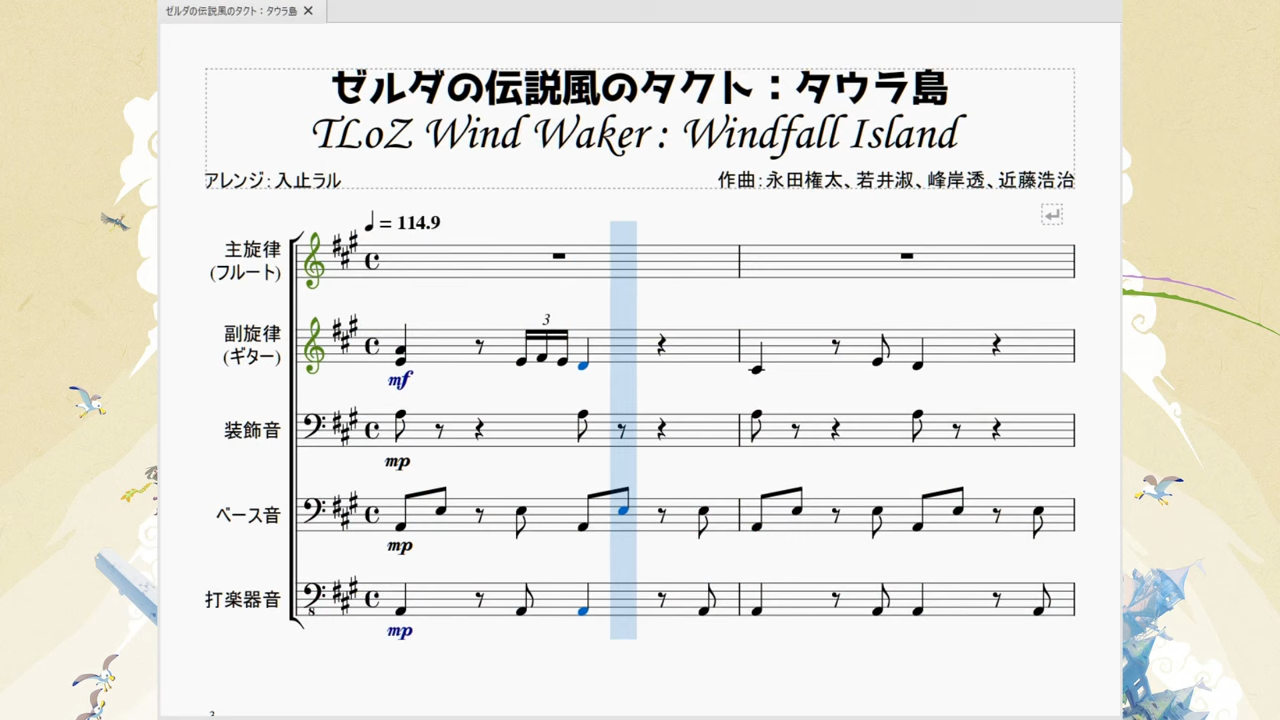 ゼルダの伝説風のタクト：タウラ島 ✕
ゼルダの伝説風のタクト：タウラ島
TLoZ Wind Waker : Windfall Island
アレンジ：入止ラル
作曲：永田権太、若井淑、峰岸透、近藤浩治
♩ = 114.9
主旋律
(フルート)
副旋律
(ギター)
3
mf
装飾音
mp
ベース音
mp
打楽器音
8
mp